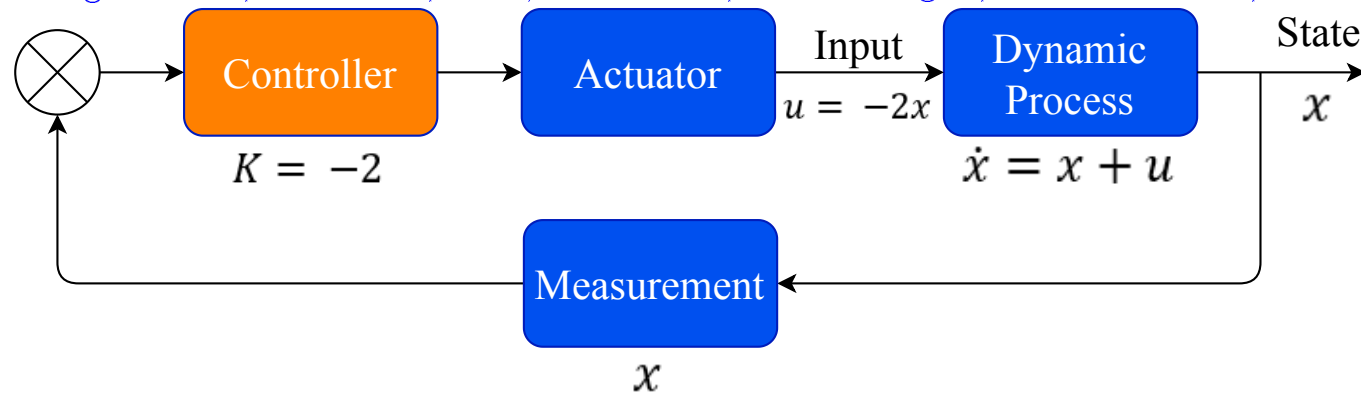 Controller
Actuator
Input
Dynamic
Process
State
u = −2x
x
K = −2
ẋ = x + u
Measurement
x